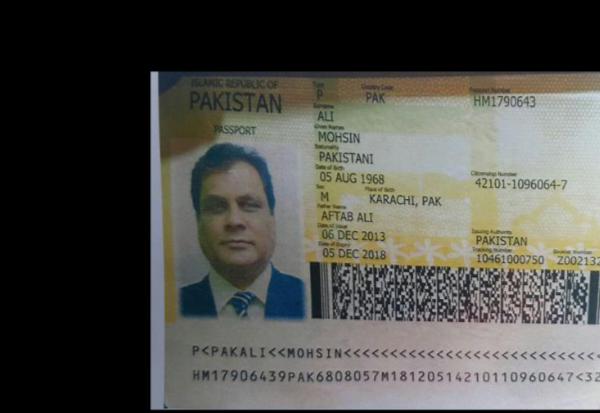 ISLAMIC REPUBLIC OF
PAKISTAN
PASSPORT
Type
P
Country Code
PAK
Passport Number
HM1790643
Surname
ALI
Given Names
MOHSIN
Nationality
PAKISTANI
Date of Birth
05 AUG 1968
Citizenship Number
42101-1096064-7
Sex
M
Place of Birth
KARACHI, PAK
Father Name
AFTAB ALI
Date of Issue
06 DEC 2013
Issuing Authority
PAKISTAN
Date of Expiry
05 DEC 2018
Tracking Number
10461000750
Booklet Number
Z002132
P<PAKALI<<MOHSIN<<<<<<<<<<<<<<<<<<<<<<<<<<
HM17906439PAK6808057M18120514210110960647<32